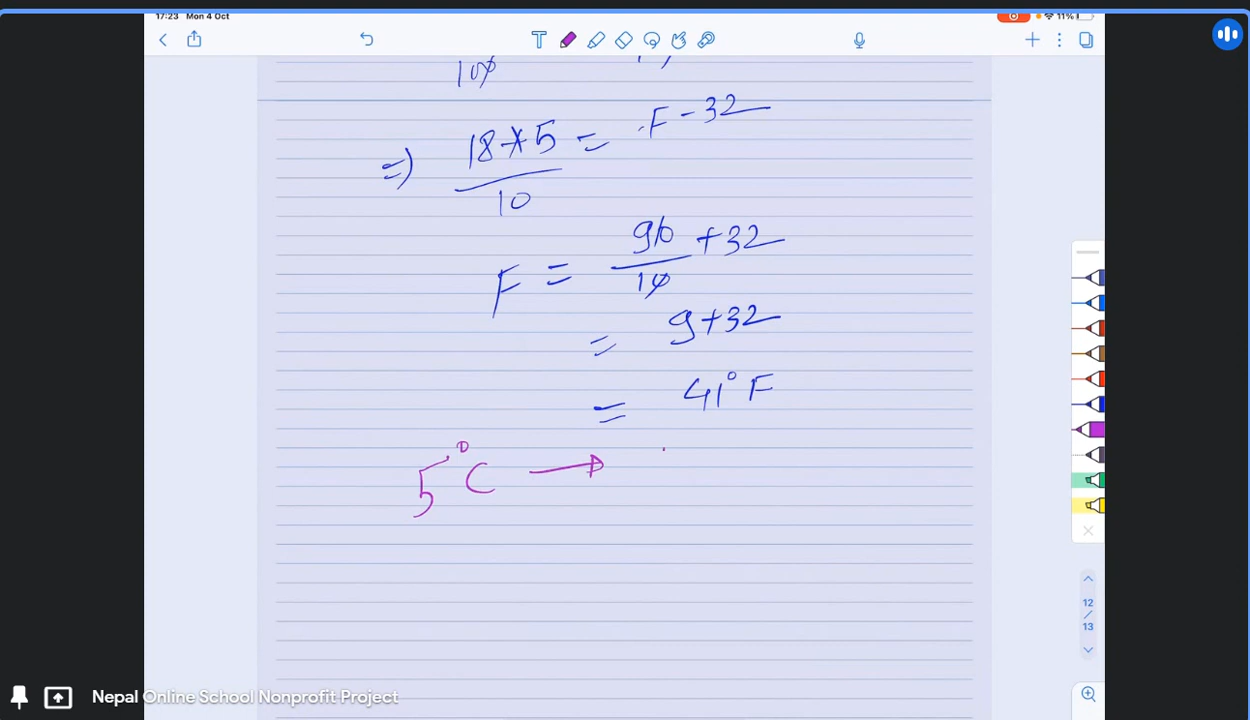 17:23 Mon 4 Oct
11%
T
10
=> 18*5 = F-32
10
F = 90 +32
10
= 9+32
= 41° F
5°C →
12
/
13
Nepal Online School Nonprofit Project